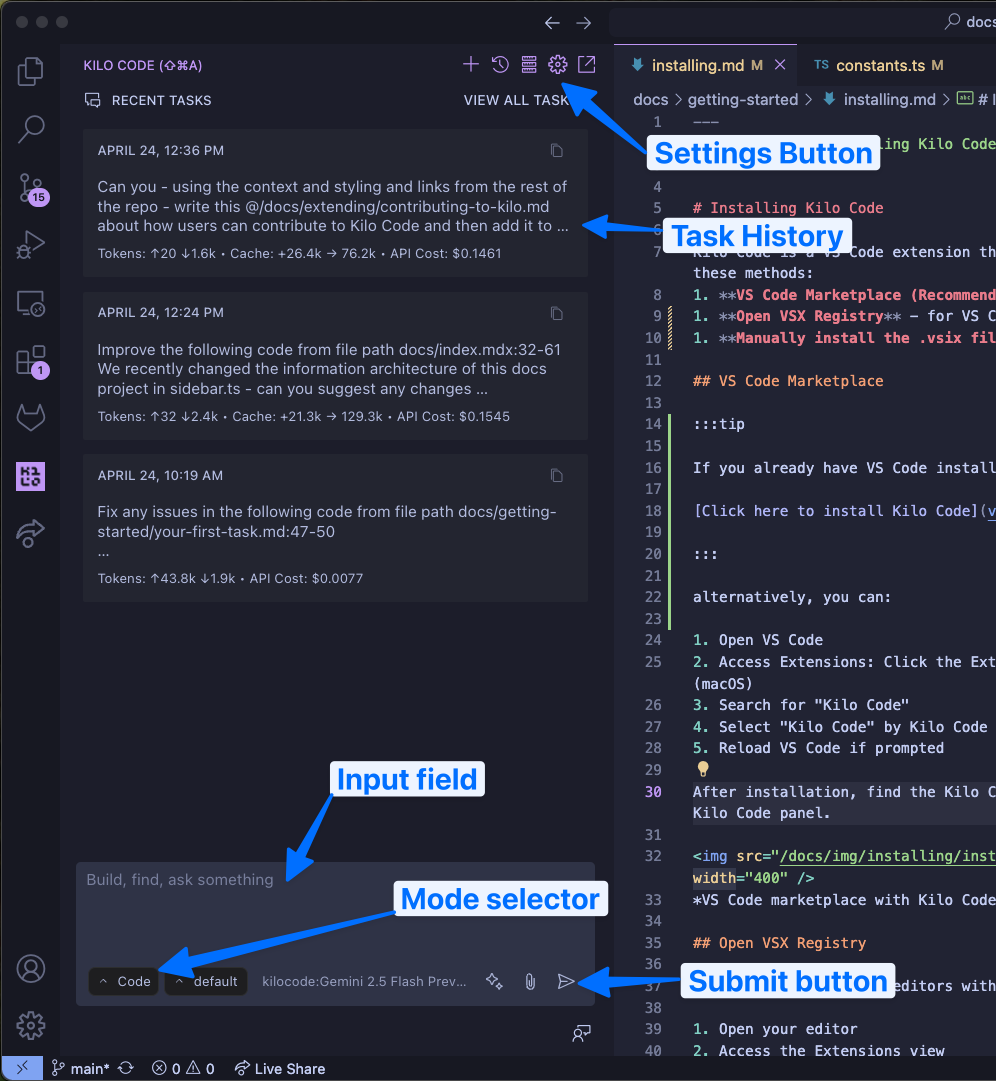 docs
KILO CODE (⇧⌘A)
RECENT TASKS
VIEW ALL TASK
APRIL 24, 12:36 PM
Can you - using the context and styling and links from the rest of
the repo - write this @/docs/extending/contributing-to-kilo.md
about how users can contribute to Kilo Code and then add it to ...
Tokens: ↑20 ↓1.6k • Cache: +26.4k → 76.2k • API Cost: $0.1461
APRIL 24, 12:24 PM
Improve the following code from file path docs/index.mdx:32-61
We recently changed the information architecture of this docs
project in sidebar.ts - can you suggest any changes ...
Tokens: ↑32 ↓2.4k • Cache: +21.3k → 129.3k • API Cost: $0.1545
APRIL 24, 10:19 AM
Fix any issues in the following code from file path docs/getting-
started/your-first-task.md:47-50
...
Tokens: ↑43.8k ↓1.9k • API Cost: $0.0077
15
1
KILO
Settings Button
Task History
Input field
Build, find, ask something
Mode selector
Code
default
kilocode:Gemini 2.5 Flash Prev...
Submit button
installing.md M
TS constants.ts M
docs > getting-started > installing.md > abc # I
1 ---
ing Kilo Code
4
5 # Installing Kilo Code
6
7 Kilo Code is a VS Code extension th
these methods:
8 1. **VS Code Marketplace (Recommend
9 1. **Open VSX Registry** - for VS C
10 1. **Manually install the .vsix fil
11
12 ## VS Code Marketplace
13
14 :::tip
15
16 If you already have VS Code install
17
18 [Click here to install Kilo Code](v
19
20 :::
21
22 alternatively, you can:
23
24 1. Open VS Code
25 2. Access Extensions: Click the Ext
(macOS)
26 3. Search for "Kilo Code"
27 4. Select "Kilo Code" by Kilo Code
28 5. Reload VS Code if prompted
29
30 After installation, find the Kilo C
Kilo Code panel.
31
32 <img src="/docs/img/installing/inst
width="400" />
33 *VS Code marketplace with Kilo Code
34
35 ## Open VSX Registry
36
37 editors with
38
39 1. Open your editor
40 2. Access the Extensions view
main* 0 0 Live Share